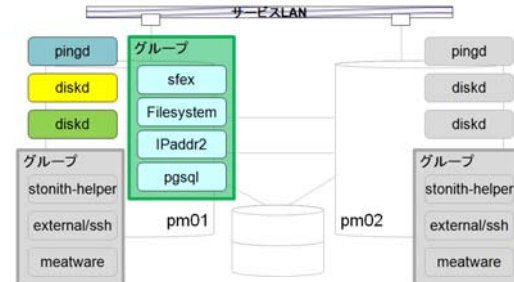 サービスLAN
pingd
diskd
diskd
グループ
stonith-helper
external/ssh
meatware
グループ
sfex
Filesystem
IPaddr2
pgsql
pm01
pm02
pingd
diskd
diskd
グループ
stonith-helper
external/ssh
meatware